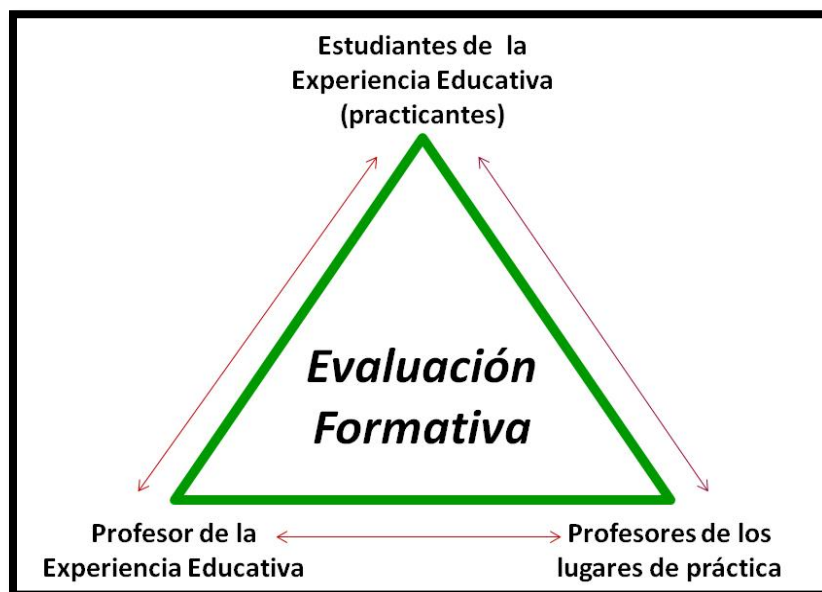 Estudiantes de la
Experiencia Educativa
(practicantes)
Evaluación
Formativa
Profesor de la
Experiencia Educativa
Profesores de los
lugares de práctica